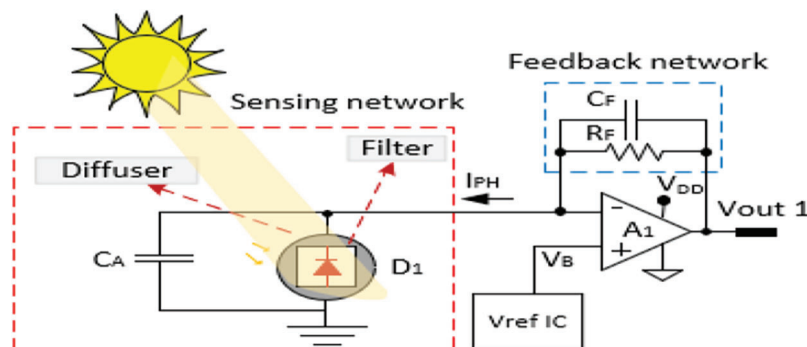 Feedback network
CF
Sensing network
RF
Filter
Diffuser
IPH
VDD
Vout 1
-
A1
+
CA
D1
VB
Vref IC